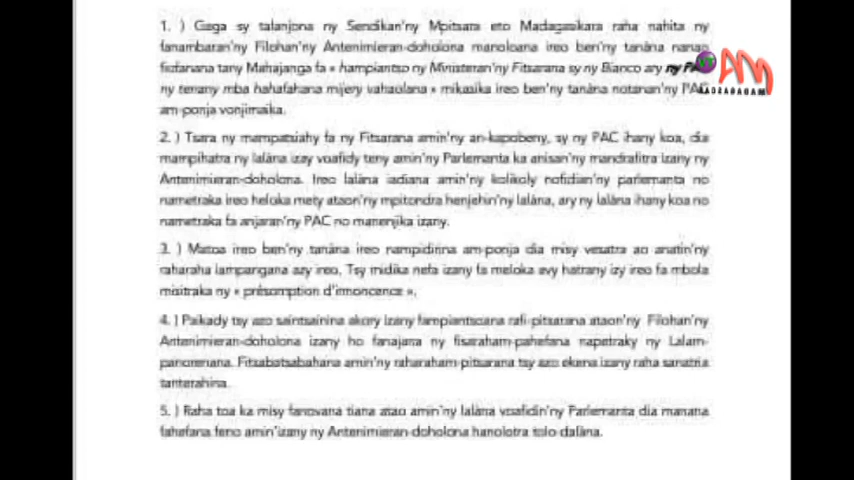 1. ) Gaga sy talanjona ny Sendikan'ny Mpitsara eto Madagasikara raha nahita ny
fanambaran'ny Filohan'ny Antenimieran-doholona manoloana ireo ben'ny tanàna nanao
fiofanana tany Mahajanga fa « hampiantso ny Ministeran'ny Fitsarana sy ny Bianco ary ny PAC
ny tenany mba hahafahana mijery vahaolana » mikasika ireo ben'ny tanàna notanan'ny PAC
am-ponja vonjimaika.
2. ) Tsara ny mampatsiahy fa ny Fitsarana amin'ny an-kapobeny, sy ny PAC ihany koa, dia
mampihatra ny lalàna izay voafidy teny amin'ny Parlemanta ka anisan'ny mandrafitra izany ny
Antenimieran-doholona. Ireo lalàna iadiana amin'ny kolikoly nofidian'ny parlemanta no
nametraka ireo heloka mety ataon'ny mpitondra henjehin'ny lalàna, ary ny lalàna ihany koa no
nametraka fa anjaran'ny PAC no manenjika izany.
3. ) Matoa ireo ben'ny tanàna ireo nampidirina am-ponja dia misy vesatra ao anatin'ny
raharaha iampangana azy ireo. Tsy midika nefa izany fa meloka avy hatrany izy ireo fa mbola
misitraka ny « présomption d'innocence ».
4. ) Paikady tsy azo saintsainina akory izany fampiantsoana rafi-pitsarana ataon'ny Filohan'ny
Antenimieran-doholona izany ho fanajana ny fisaraham-pahefana napetraky ny Lalàm-
panorenana. Fitsabatsabahana amin'ny raharaham-pitsarana tsy azo ekena izany raha sanatria
tanterahina.
5. ) Raha toa ka misy fanovana tiana atao amin'ny lalàna voafidin'ny Parlemanta dia manana
fahefana feno amin'izany ny Antenimieran-doholona hanolotra tolo-dalàna.
AM